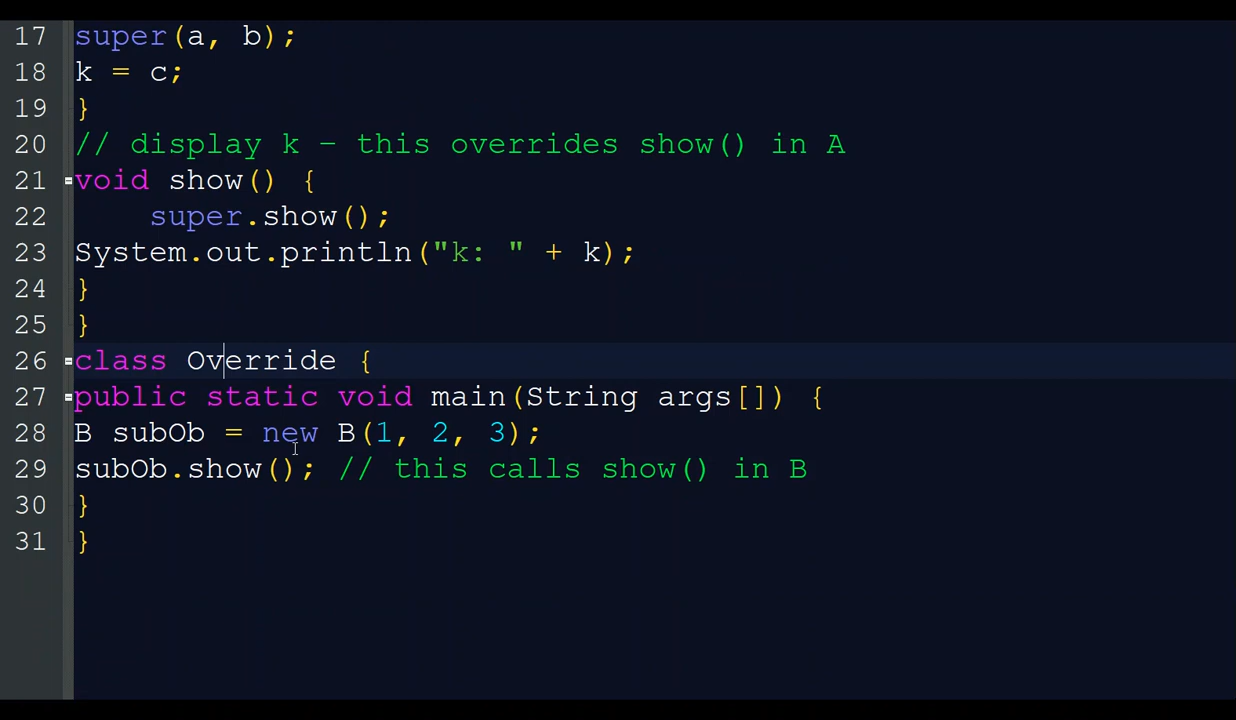 17 super(a, b);
18 k = c;
19 }
20 // display k – this overrides show() in A
21 void show() {
22 super.show();
23 System.out.println("k: " + k);
24 }
25 }
26 class Override {
27 public static void main(String args[]) {
28 B subOb = new B(1, 2, 3);
29 subOb.show(); // this calls show() in B
30 }
31 }